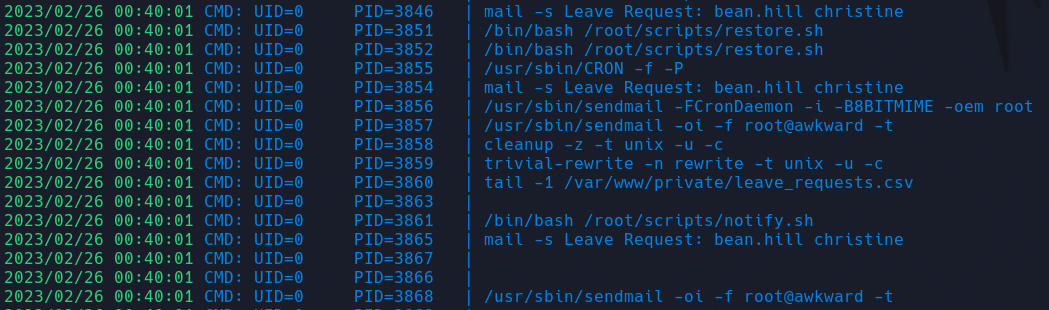 2023/02/26 00:40:01 CMD: UID=0     PID=3846   | mail -s Leave Request: bean.hill christine
2023/02/26 00:40:01 CMD: UID=0     PID=3851   | /bin/bash /root/scripts/restore.sh
2023/02/26 00:40:01 CMD: UID=0     PID=3852   | /bin/bash /root/scripts/restore.sh
2023/02/26 00:40:01 CMD: UID=0     PID=3855   | /usr/sbin/CRON -f -P
2023/02/26 00:40:01 CMD: UID=0     PID=3854   | mail -s Leave Request: bean.hill christine
2023/02/26 00:40:01 CMD: UID=0     PID=3856   | /usr/sbin/sendmail -FCronDaemon -i -B8BITMIME -oem root
2023/02/26 00:40:01 CMD: UID=0     PID=3857   | /usr/sbin/sendmail -oi -f root@awkward -t
2023/02/26 00:40:01 CMD: UID=0     PID=3858   | cleanup -z -t unix -u -c
2023/02/26 00:40:01 CMD: UID=0     PID=3859   | trivial-rewrite -n rewrite -t unix -u -c
2023/02/26 00:40:01 CMD: UID=0     PID=3860   | tail -1 /var/www/private/leave_requests.csv
2023/02/26 00:40:01 CMD: UID=0     PID=3863   |
2023/02/26 00:40:01 CMD: UID=0     PID=3861   | /bin/bash /root/scripts/notify.sh
2023/02/26 00:40:01 CMD: UID=0     PID=3865   | mail -s Leave Request: bean.hill christine
2023/02/26 00:40:01 CMD: UID=0     PID=3867   |
2023/02/26 00:40:01 CMD: UID=0     PID=3866   |
2023/02/26 00:40:01 CMD: UID=0     PID=3868   | /usr/sbin/sendmail -oi -f root@awkward -t